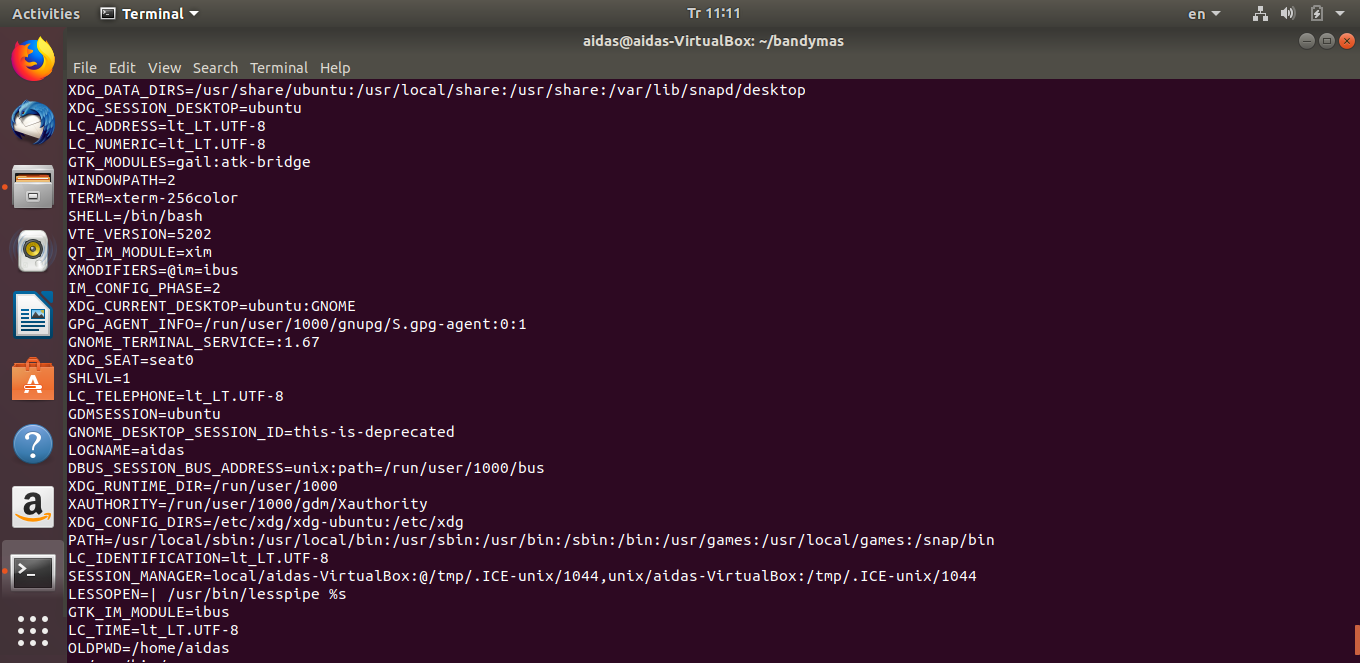 Activities Terminal Tr 11:11 en
aidas@aidas-VirtualBox: ~/bandymas
File Edit View Search Terminal Help
XDG_DATA_DIRS=/usr/share/ubuntu:/usr/local/share:/usr/share:/var/lib/snapd/desktop
XDG_SESSION_DESKTOP=ubuntu
LC_ADDRESS=lt_LT.UTF-8
LC_NUMERIC=lt_LT.UTF-8
GTK_MODULES=gail:atk-bridge
WINDOWPATH=2
TERM=xterm-256color
SHELL=/bin/bash
VTE_VERSION=5202
QT_IM_MODULE=xim
XMODIFIERS=@im=ibus
IM_CONFIG_PHASE=2
XDG_CURRENT_DESKTOP=ubuntu:GNOME
GPG_AGENT_INFO=/run/user/1000/gnupg/S.gpg-agent:0:1
GNOME_TERMINAL_SERVICE=:1.67
XDG_SEAT=seat0
SHLVL=1
LC_TELEPHONE=lt_LT.UTF-8
GDMSESSION=ubuntu
GNOME_DESKTOP_SESSION_ID=this-is-deprecated
LOGNAME=aidas
DBUS_SESSION_BUS_ADDRESS=unix:path=/run/user/1000/bus
XDG_RUNTIME_DIR=/run/user/1000
XAUTHORITY=/run/user/1000/gdm/Xauthority
XDG_CONFIG_DIRS=/etc/xdg/xdg-ubuntu:/etc/xdg
PATH=/usr/local/sbin:/usr/local/bin:/usr/sbin:/usr/bin:/sbin:/bin:/usr/games:/usr/local/games:/snap/bin
LC_IDENTIFICATION=lt_LT.UTF-8
SESSION_MANAGER=local/aidas-VirtualBox:@/tmp/.ICE-unix/1044,unix/aidas-VirtualBox:/tmp/.ICE-unix/1044
LESSOPEN=| /usr/bin/lesspipe %s
GTK_IM_MODULE=ibus
LC_TIME=lt_LT.UTF-8
OLDPWD=/home/aidas